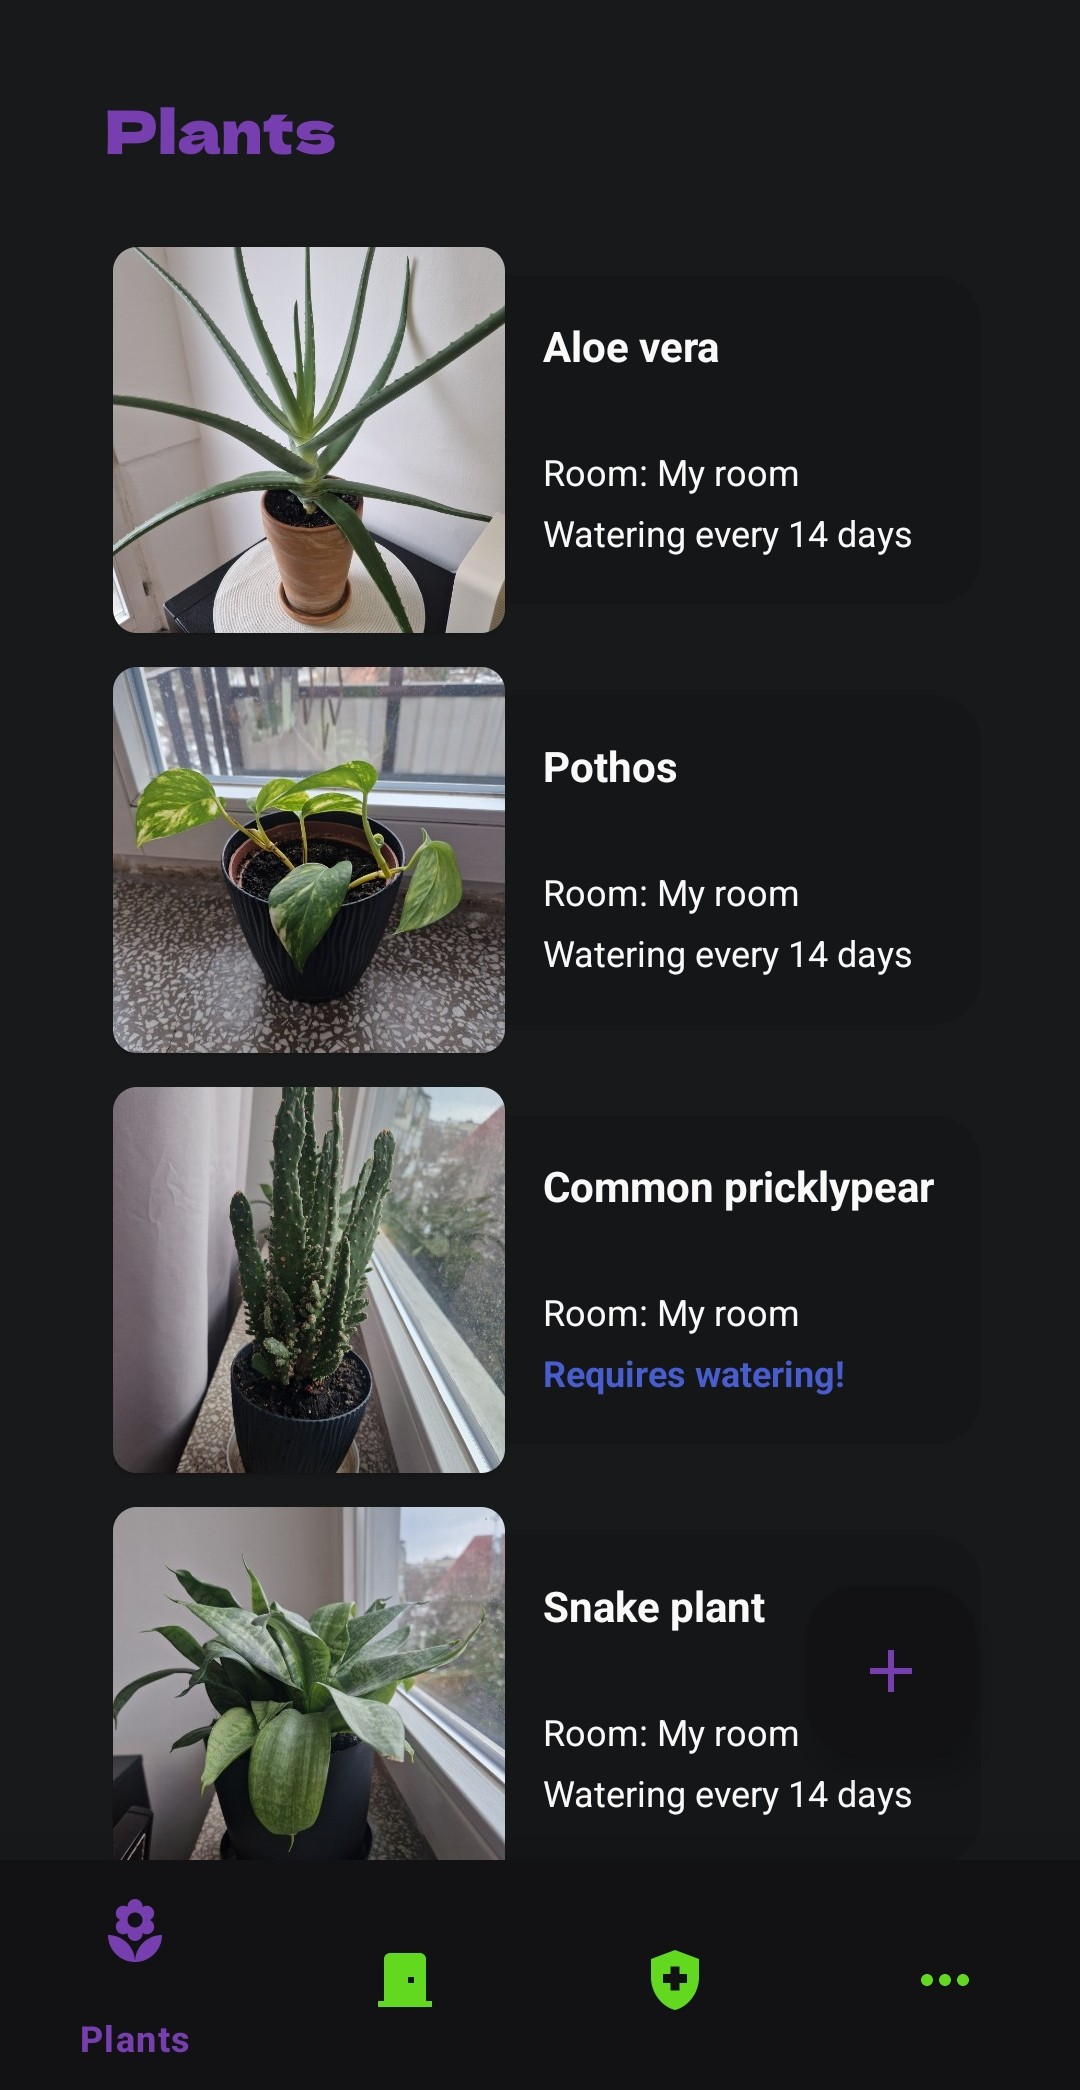 Plants
Aloe vera
Room: My room
Watering every 14 days
Pothos
Room: My room
Watering every 14 days
Common pricklypear
Room: My room
Requires watering!
Snake plant
Room: My room
Watering every 14 days
Plants